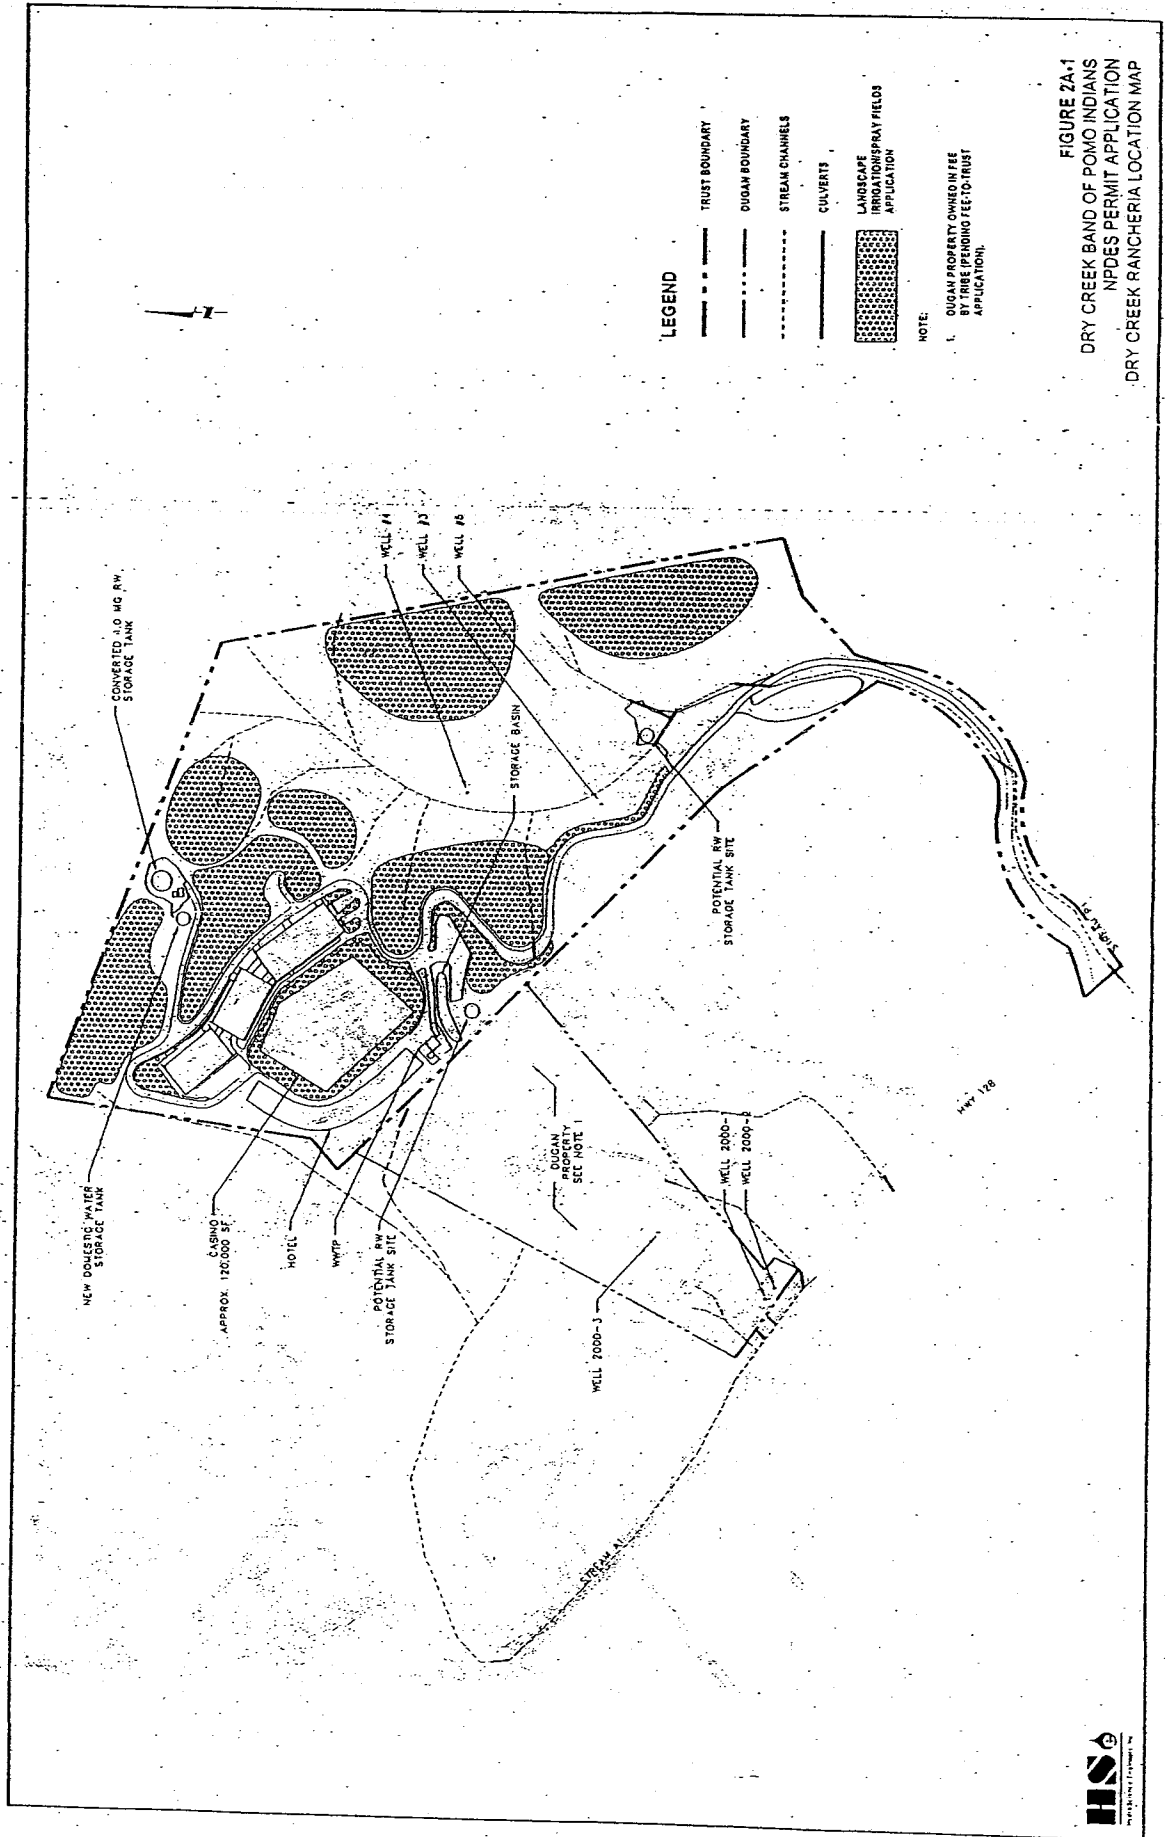 CONVERTED 4.0 MG RW
STORAGE TANK
NEW DOMESTIC WATER
STORAGE TANK
CASINO
APPROX. 120,000 SF
HOTEL
WWTP
POTENTIAL RW
STORAGE TANK SITE
WELL #4
WELL #3
WELL #5
STORAGE BASIN
POTENTIAL RW
STORAGE TANK SITE
DUGAN
PROPERTY
SEE NOTE 1
WELL 2000-3
WELL 2000-
WELL 2000-2
STREAM A1
STREAM P1
HWY 128
LEGEND
TRUST BOUNDARY
DUGAN BOUNDARY
STREAM CHANNELS
CULVERTS
LANDSCAPE
IRRIGATION/SPRAY FIELDS
APPLICATION
NOTE:
1. DUGAN PROPERTY OWNED IN FEE
BY TRIBE (PENDING FEE-TO-TRUST
APPLICATION).
FIGURE 2A-1
DRY CREEK BAND OF POMO INDIANS
NPDES PERMIT APPLICATION
DRY CREEK RANCHERIA LOCATION MAP
HS